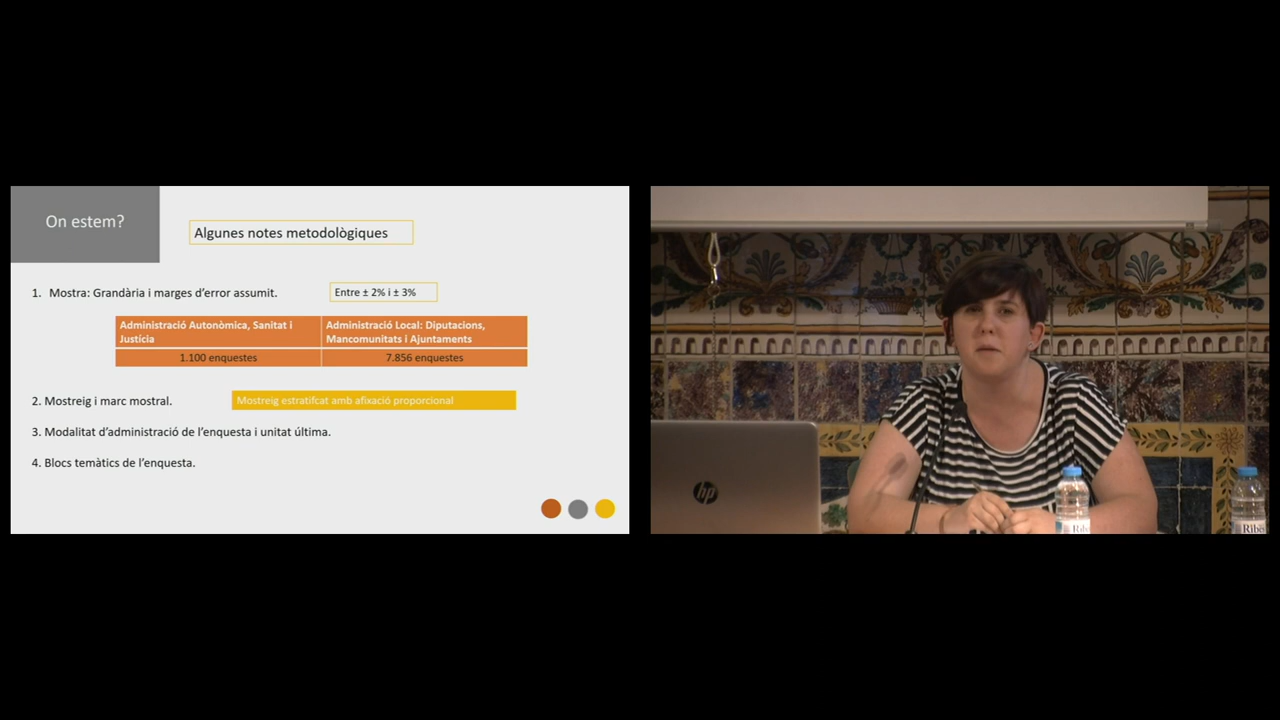 On estem?
Algunes notes metodològiques
1. Mostra: Grandària i marges d'error assumit.
Entre ± 2% i ± 3%
Administració Autonòmica, Sanitat i
Justícia
Administració Local: Diputacions,
Mancomunitats i Ajuntaments
1.100 enquestes
7.856 enquestes
2. Mostreig i marc mostral.
Mostreig estratifcat amb afixació proporcional
3. Modalitat d'administració de l'enquesta i unitat última.
4. Blocs temàtics de l'enquesta.
hp
Ribes